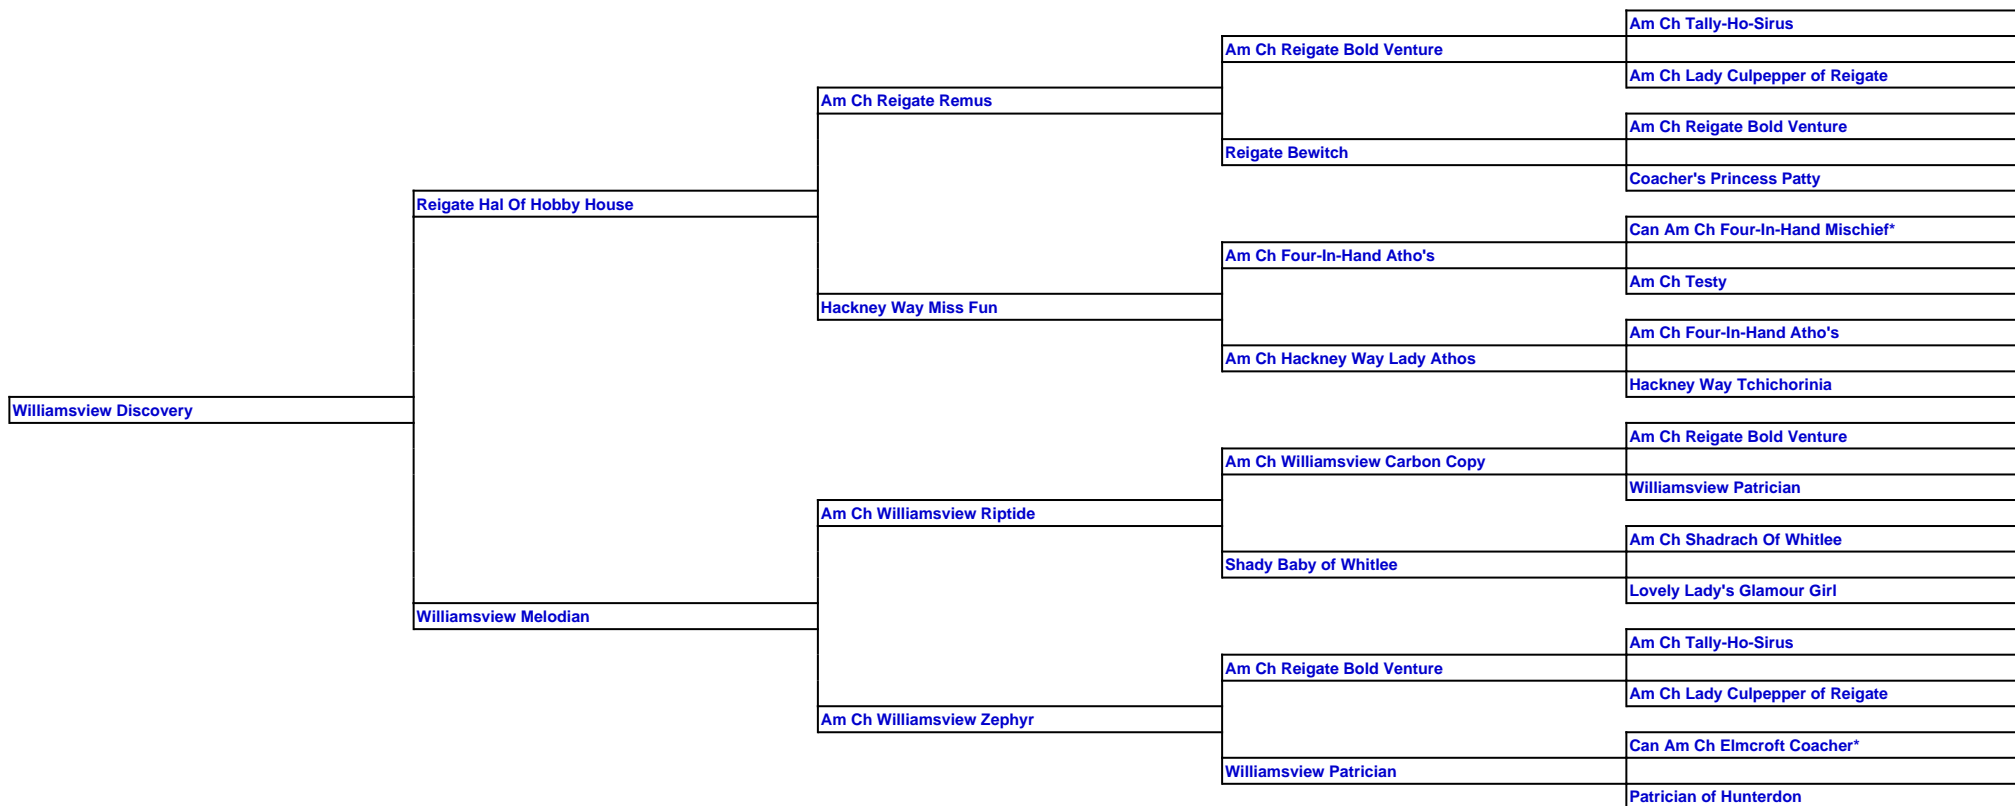 Am Ch Tally-Ho-Sirus
Am Ch Reigate Bold Venture
Am Ch Lady Culpepper of Reigate
Am Ch Reigate Remus
Am Ch Reigate Bold Venture
Reigate Bewitch
Coacher's Princess Patty
Reigate Hal Of Hobby House
Can Am Ch Four-In-Hand Mischief*
Am Ch Four-In-Hand Atho's
Am Ch Testy
Hackney Way Miss Fun
Am Ch Four-In-Hand Atho's
Am Ch Hackney Way Lady Athos
Hackney Way Tchichorinia
Williamsview Discovery
Am Ch Reigate Bold Venture
Am Ch Williamsview Carbon Copy
Williamsview Patrician
Am Ch Williamsview Riptide
Am Ch Shadrach Of Whitlee
Shady Baby of Whitlee
Lovely Lady's Glamour Girl
Williamsview Melodian
Am Ch Tally-Ho-Sirus
Am Ch Reigate Bold Venture
Am Ch Lady Culpepper of Reigate
Am Ch Williamsview Zephyr
Can Am Ch Elmcroft Coacher*
Williamsview Patrician
Patrician of Hunterdon